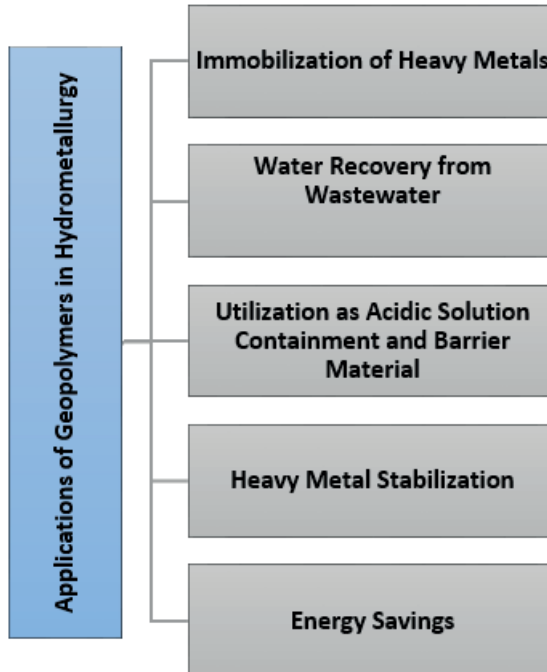 Applications of Geopolymers in Hydrometallurgy
Immobilization of Heavy Metals
Water Recovery from
Wastewater
Utilization as Acidic Solution
Containment and Barrier
Material
Heavy Metal Stabilization
Energy Savings